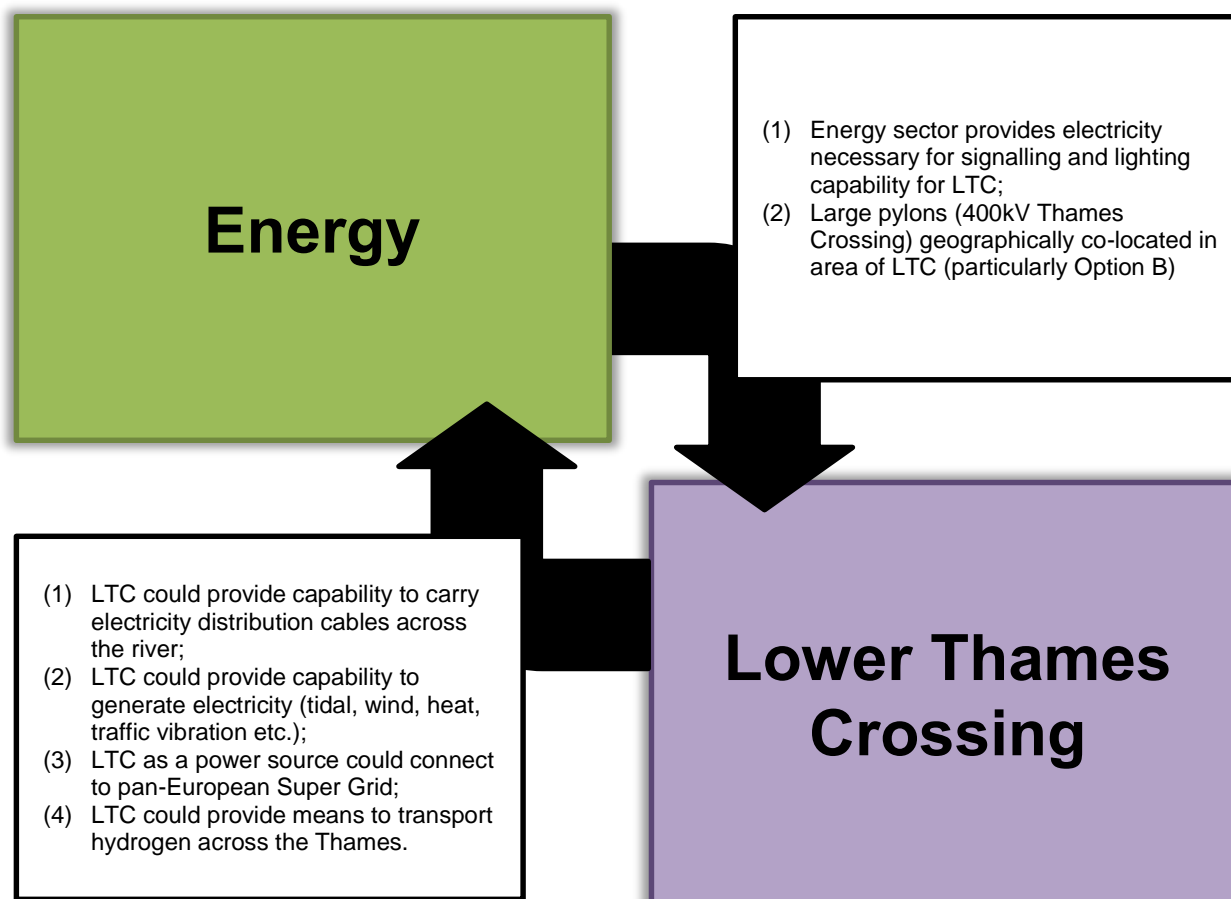 Energy
(1) Energy sector provides electricity
necessary for signalling and lighting
capability for LTC;
(2) Large pylons (400kV Thames
Crossing) geographically co-located in
area of LTC (particularly Option B)
(1) LTC could provide capability to carry
electricity distribution cables across
the river;
(2) LTC could provide capability to
generate electricity (tidal, wind, heat,
traffic vibration etc.);
(3) LTC as a power source could connect
to pan-European Super Grid;
(4) LTC could provide means to transport
hydrogen across the Thames.
Lower Thames
Crossing